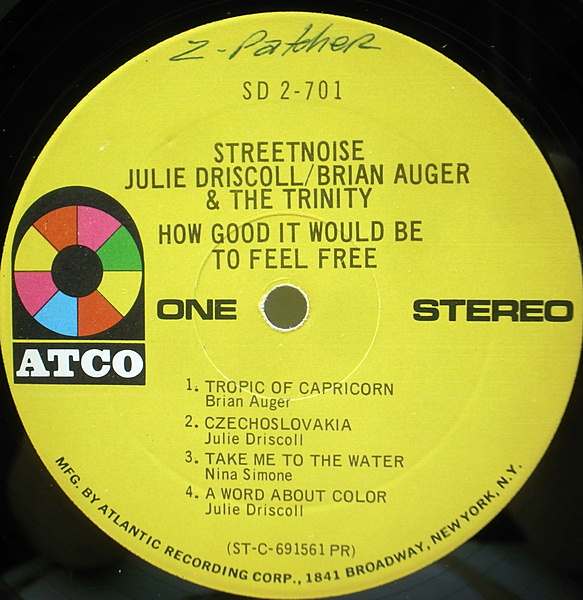 Z-Patcher
SD 2-701
STREETNOISE
JULIE DRISCOLL/BRIAN AUGER
& THE TRINITY
HOW GOOD IT WOULD BE
TO FEEL FREE
ONE
STEREO
ATCO
1. TROPIC OF CAPRICORN
Brian Auger
2. CZECHOSLOVAKIA
Julie Driscoll
3. TAKE ME TO THE WATER
Nina Simone
4. A WORD ABOUT COLOR
Julie Driscoll
(ST-C-691561 PR)
MFG. BY ATLANTIC RECORDING CORP., 1841 BROADWAY, NEW YORK, N.Y.